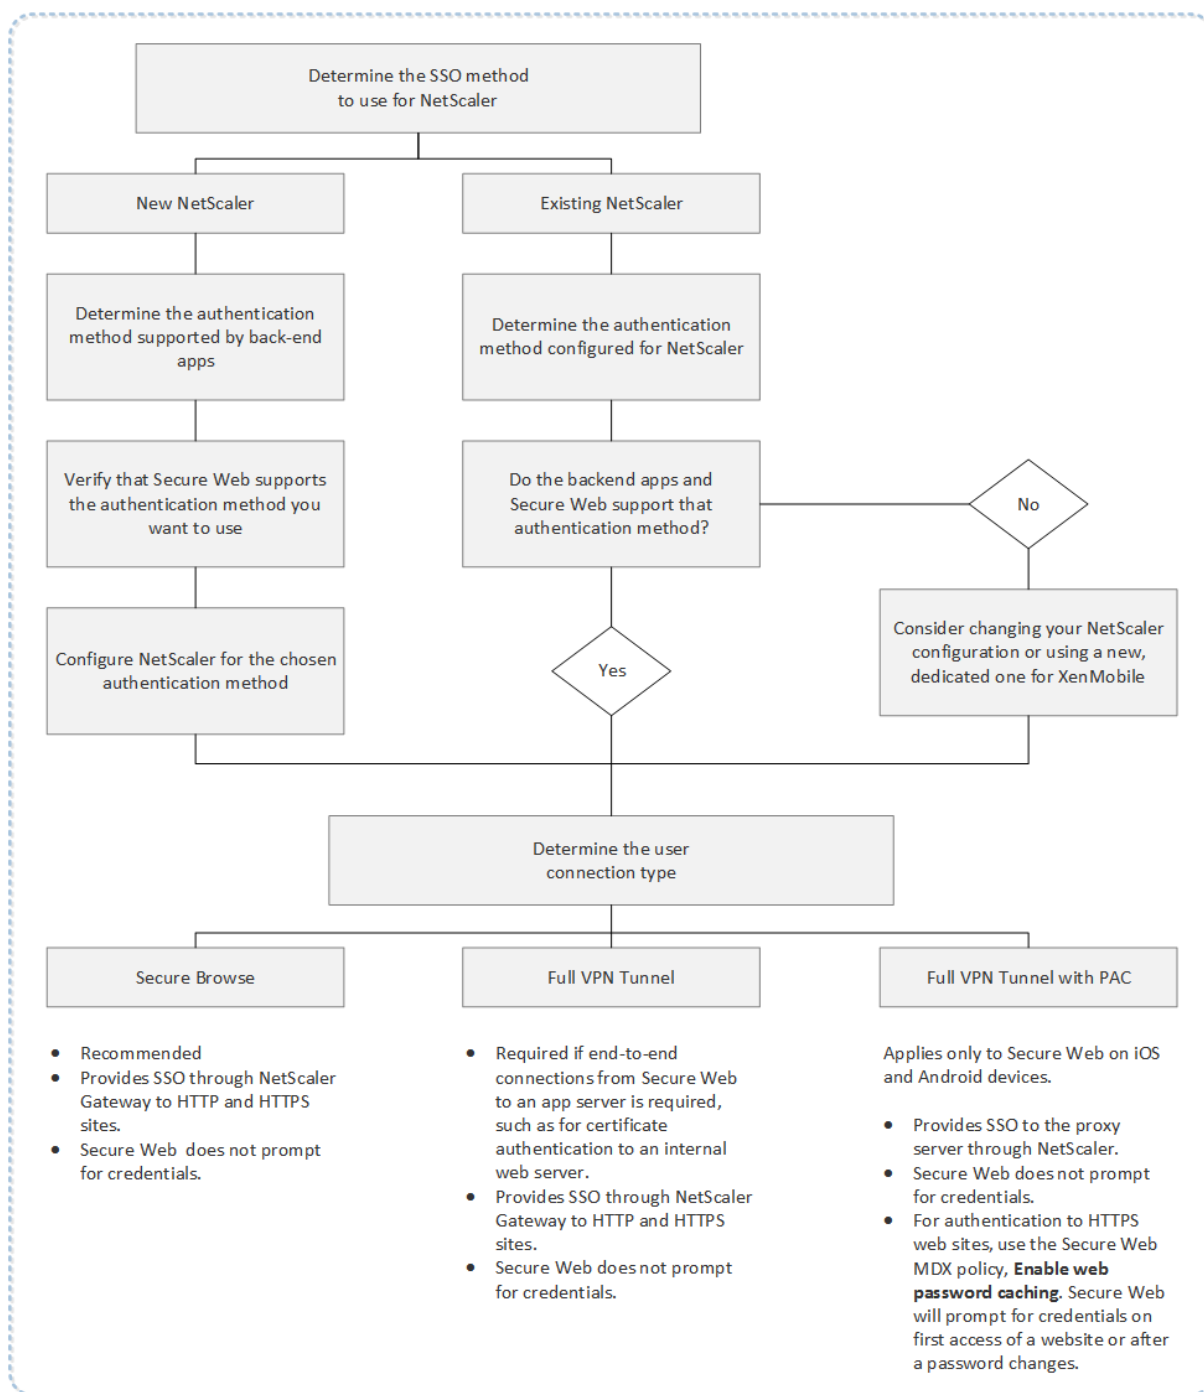 Determine the SSO method
to use for NetScaler
New NetScaler
Existing NetScaler
Determine the authentication
method supported by back-end
apps
Determine the authentication
method configured for NetScaler
Verify that Secure Web supports
the authentication method you
want to use
Do the backend apps and
Secure Web support that
authentication method?
No
Configure NetScaler for the chosen
authentication method
Yes
Consider changing your NetScaler
configuration or using a new,
dedicated one for XenMobile
Determine the user
connection type
Secure Browse
Full VPN Tunnel
Full VPN Tunnel with PAC
• Recommended
• Provides SSO through NetScaler
Gateway to HTTP and HTTPS
sites.
• Secure Web does not prompt
for credentials.
• Required if end-to-end
connections from Secure Web
to an app server is required,
such as for certificate
authentication to an internal
web server.
• Provides SSO through NetScaler
Gateway to HTTP and HTTPS
sites.
• Secure Web does not prompt
for credentials.
Applies only to Secure Web on iOS
and Android devices.
• Provides SSO to the proxy
server through NetScaler.
• Secure Web does not prompt
for credentials.
• For authentication to HTTPS
web sites, use the Secure Web
MDX policy, Enable web
password caching. Secure Web
will prompt for credentials on
first access of a website or after
a password changes.